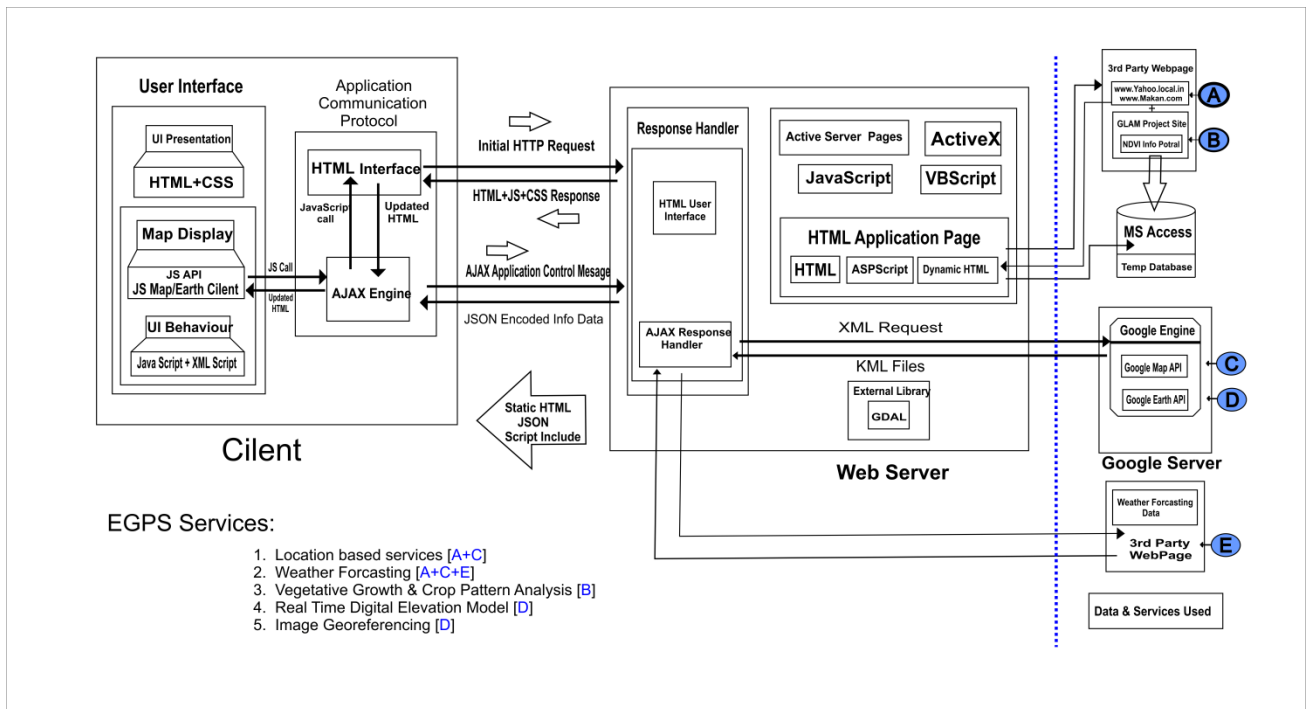 User Interface
UI Presentation
HTML+CSS
Map Display
JS API
JS Map/Earth Cilent
UI Behaviour
Java Script + XML Script
Application
Communication
Protocol
HTML Interface
JavaScript
call
Updated
HTML
JS Call
Updated
HTML
AJAX Engine
Cilent
Initial HTTP Request
HTML+JS+CSS Response
AJAX Application Control Mesage
JSON Encoded Info Data
Static HTML
JSON
Script Include
Response Handler
HTML User
Interface
AJAX Response
Handler
Active Server Pages
ActiveX
JavaScript
VBScript
HTML Application Page
HTML
ASPScript
Dynamic HTML
XML Request
KML Files
External Library
GDAL
Web Server
3rd Party Webpage
www.Yahoo.local.in
www.Makan.com
+
GLAM Project Site
NDVI Info Potral
A
B
MS Access
Temp Database
Google Engine
Google Map API
Google Earth API
C
D
Google Server
Weather Forcasting
Data
3rd Party
WebPage
E
Data & Services Used
EGPS Services:
1. Location based services [A+C]
2. Weather Forcasting [A+C+E]
3. Vegetative Growth & Crop Pattern Analysis [B]
4. Real Time Digital Elevation Model [D]
5. Image Georeferencing [D]